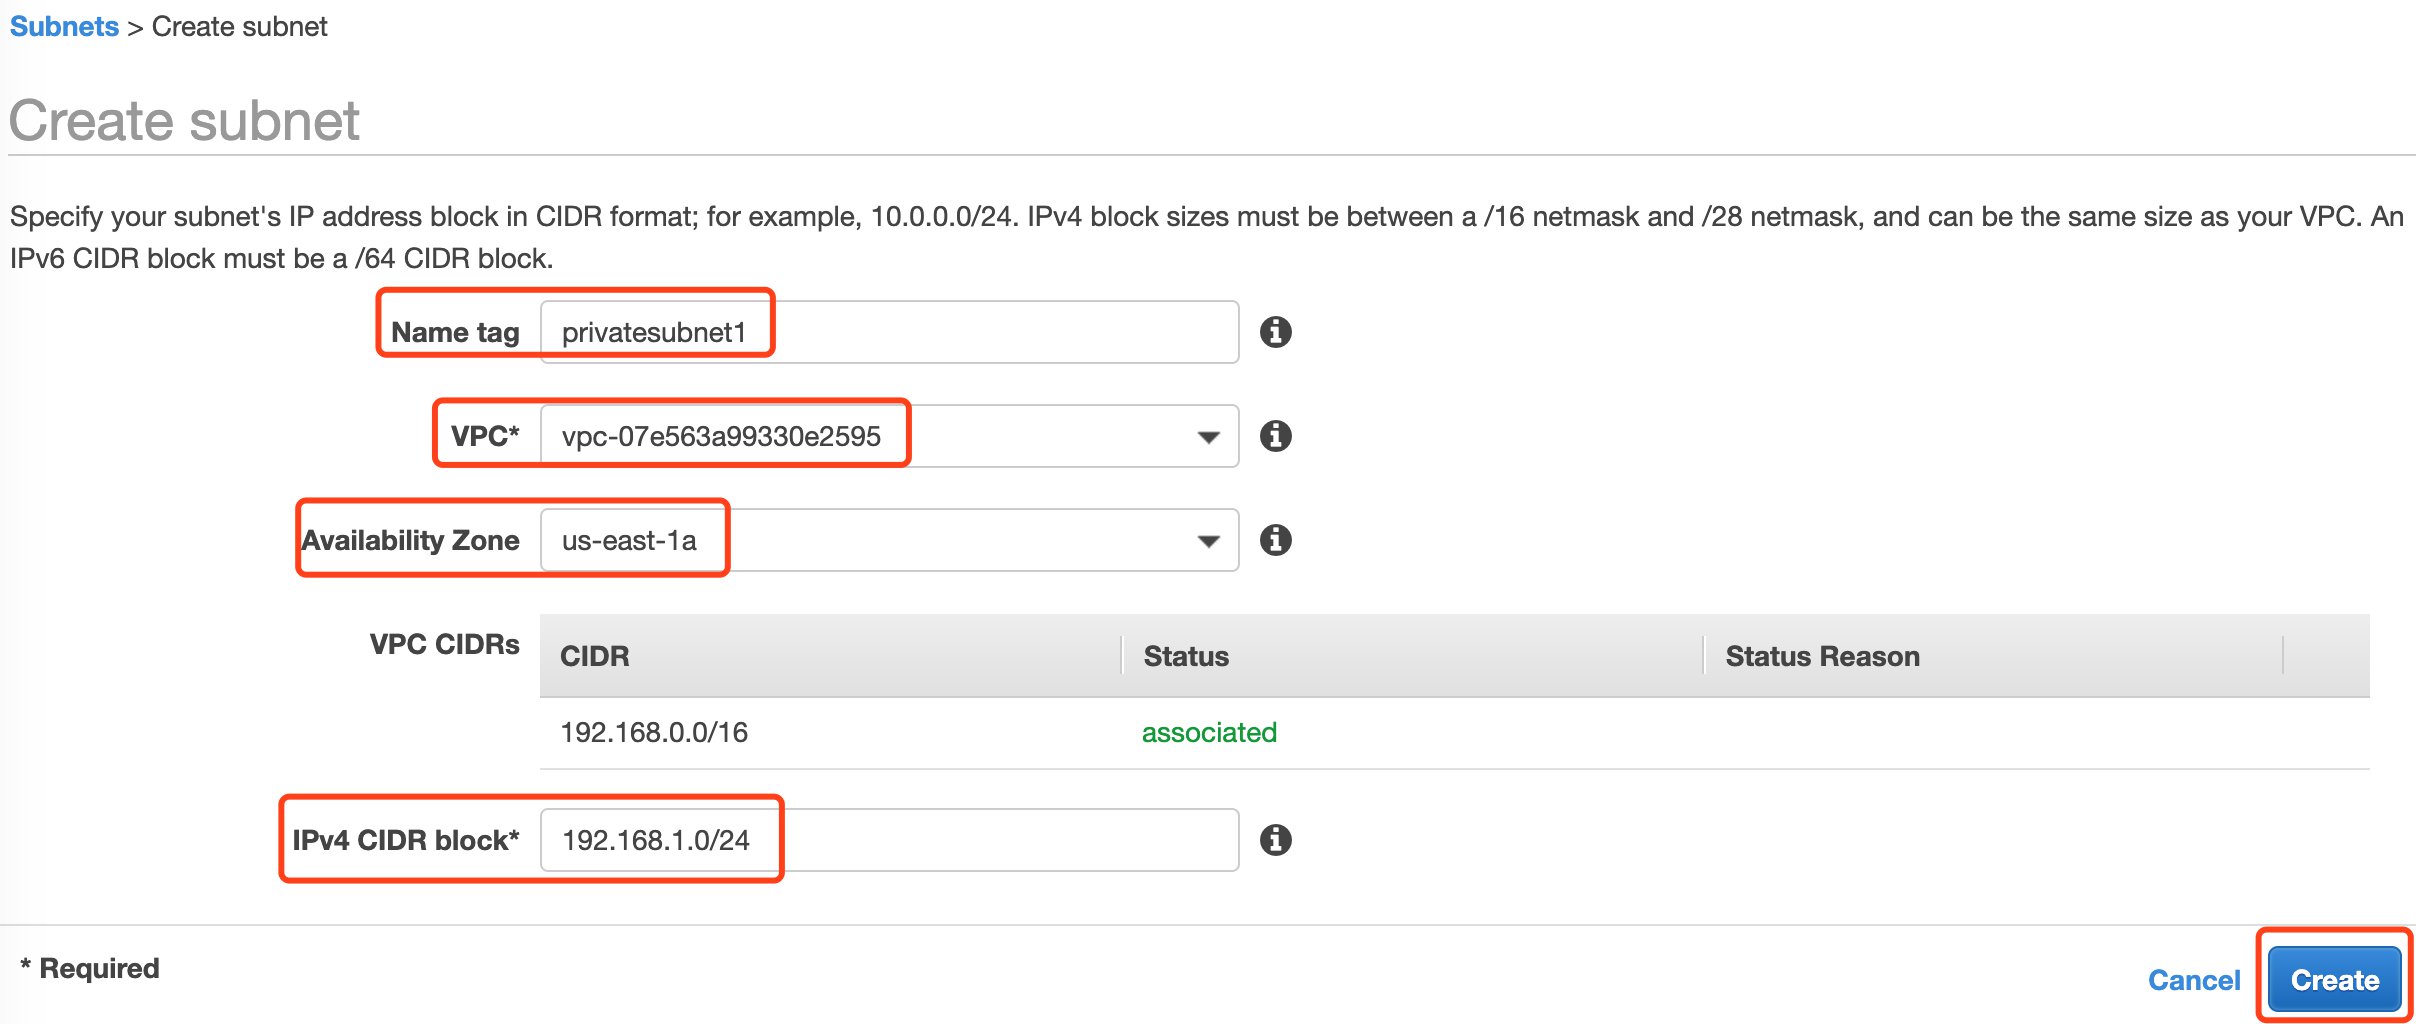 Subnets > Create subnet
Create subnet
Specify your subnet's IP address block in CIDR format; for example, 10.0.0.0/24. IPv4 block sizes must be between a /16 netmask and /28 netmask, and can be the same size as your VPC. An
IPv6 CIDR block must be a /64 CIDR block.
Name tag privatesubnet1
VPC* vpc-07e563a99330e2595
Availability Zone us-east-1a
VPC CIDRs CIDR Status Status Reason
192.168.0.0/16 associated
IPv4 CIDR block* 192.168.1.0/24
* Required
Cancel Create